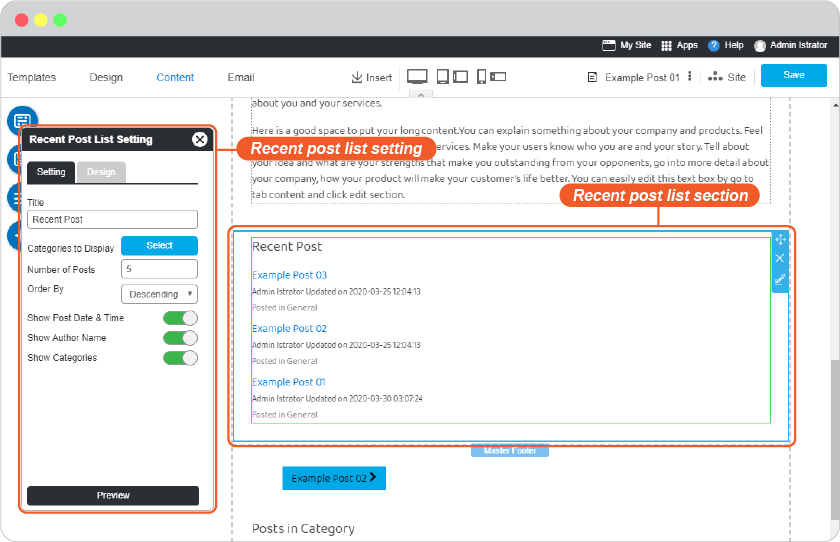 My Site Apps Help Admin Istrator
Templates Design Content Email Insert Example Post 01 Site Save
about you and your services.
Here is a good space to put your long content.You can explain something about your company and products. Feel
services. Make your users know who you are and your story. Tell about
your idea and what are your strengths that make you outstanding from your opponents, go into more detail about
your company, how your product will make your customer's life better. You can easily edit this text box by go to
tab content and click edit section.
Recent Post List Setting
Recent post list setting
Setting Design
Title
Recent Post
Categories to Display Select
Number of Posts 5
Order By Descending
Show Post Date & Time
Show Author Name
Show Categories
Preview
Recent post list section
Recent Post
Example Post 03
Admin Istrator Updated on 2020-03-25 12:04:13
Posted in General
Example Post 02
Admin Istrator Updated on 2020-03-25 12:04:13
Posted in General
Example Post 01
Admin Istrator Updated on 2020-03-30 03:07:24
Posted in General
Master Footer
Example Post 02
Posts in Category